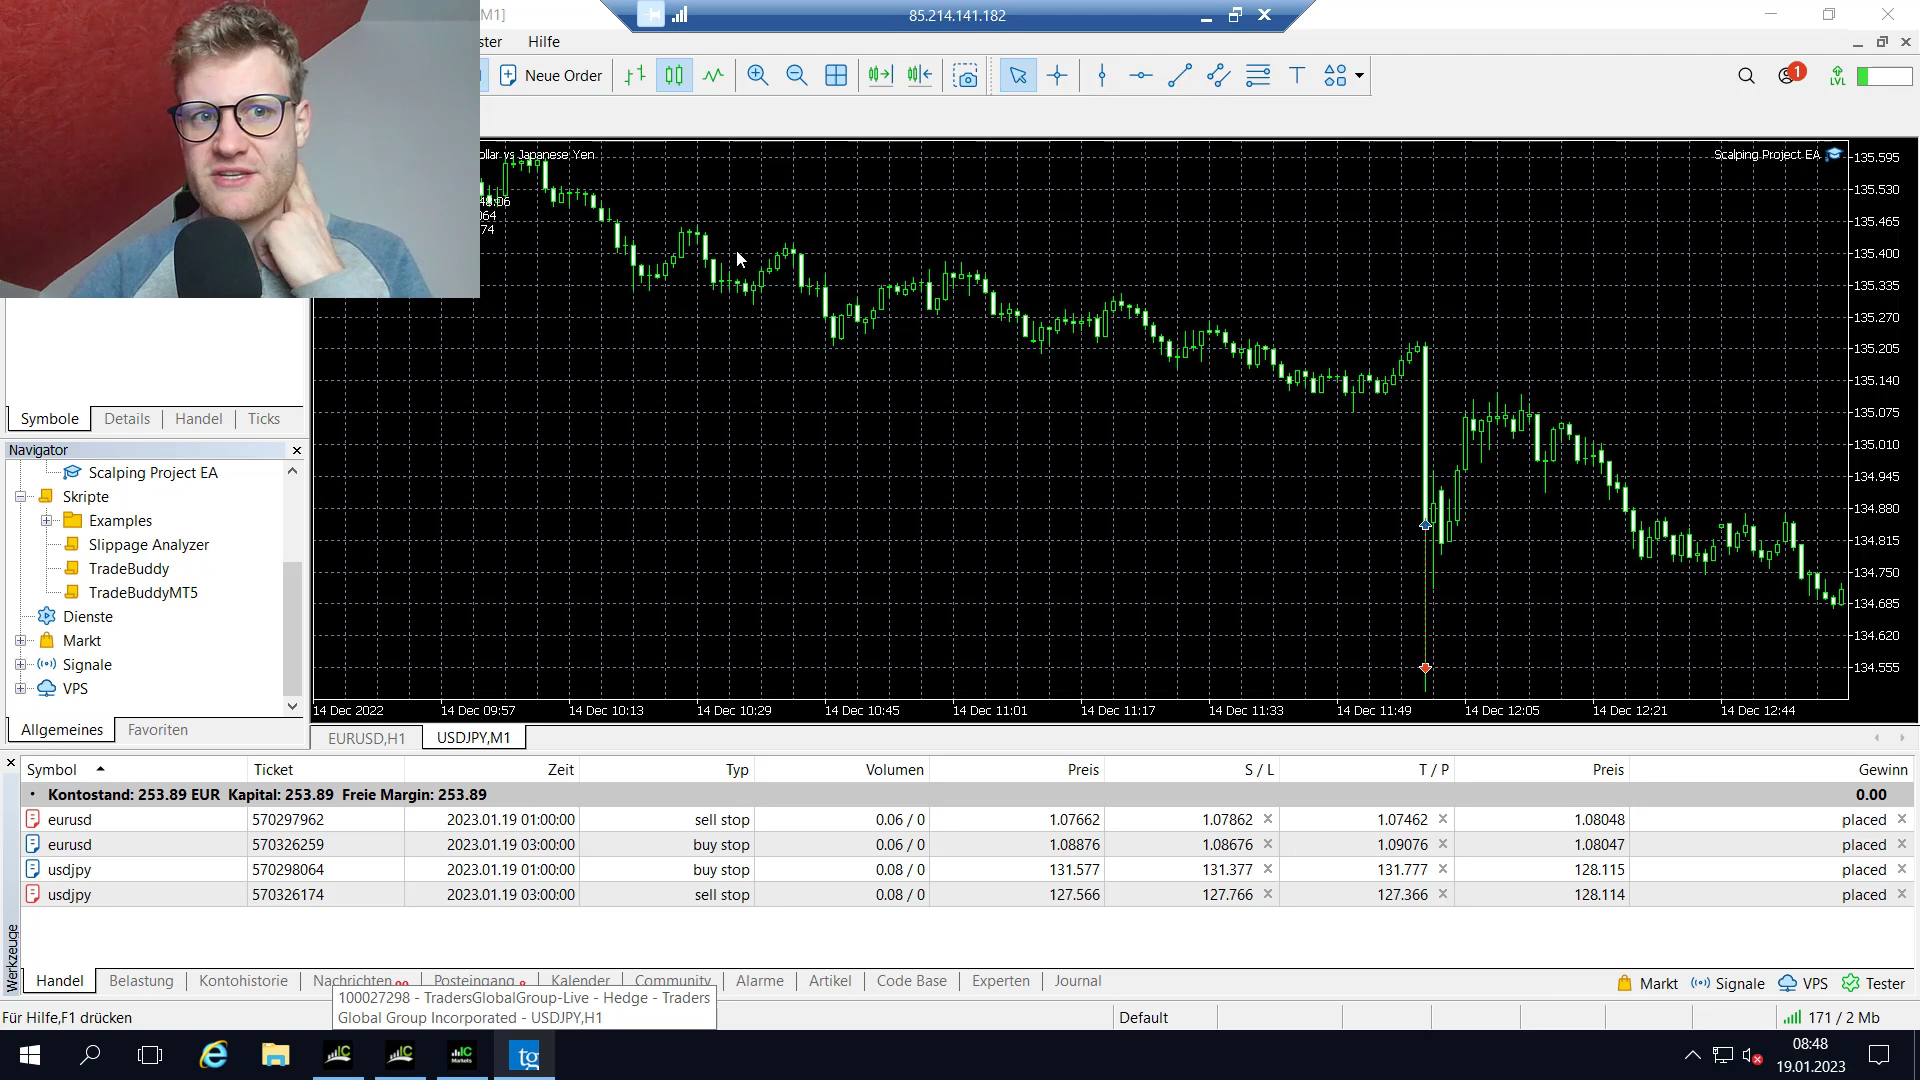 M1]
85.214.141.182
ster Hilfe
Neue Order
1
LVL
ollar vs Japanese Yen
Scalping Project EA
48:06
064
74
135.595
135.530
135.465
135.400
135.335
135.270
135.205
135.140
135.075
135.010
134.945
134.880
134.815
134.750
134.685
134.620
134.555
Symbole Details Handel Ticks
Navigator
Scalping Project EA
Skripte
Examples
Slippage Analyzer
TradeBuddy
TradeBuddyMT5
Dienste
Markt
Signale
VPS
Allgemeines Favoriten
14 Dec 2022 14 Dec 09:57 14 Dec 10:13 14 Dec 10:29 14 Dec 10:45 14 Dec 11:01 14 Dec 11:17 14 Dec 11:33 14 Dec 11:49 14 Dec 12:05 14 Dec 12:21 14 Dec 12:44
EURUSD,H1 USDJPY,M1
Symbol Ticket Zeit Typ Volumen Preis S / L T / P Preis Gewinn
Kontostand: 253.89 EUR Kapital: 253.89 Freie Margin: 253.89 0.00
eurusd 570297962 2023.01.19 01:00:00 sell stop 0.06 / 0 1.07662 1.07862 1.07462 1.08048 placed
eurusd 570326259 2023.01.19 03:00:00 buy stop 0.06 / 0 1.08876 1.08676 1.09076 1.08047 placed
usdjpy 570298064 2023.01.19 01:00:00 buy stop 0.08 / 0 131.577 131.377 131.777 128.115 placed
usdjpy 570326174 2023.01.19 03:00:00 sell stop 0.08 / 0 127.566 127.766 127.366 128.114 placed
Werkzeuge
Handel Belastung Kontohistorie Nachrichten Posteingang Kalender Community Alarme Artikel Code Base Experten Journal
Markt Signale VPS Tester
100027298 - TradersGlobalGroup-Live - Hedge - Traders
Global Group Incorporated - USDJPY,H1
Für Hilfe,F1 drücken
Default
171 / 2 Mb
IC
IC
IC
Markets
tg
08:48
19.01.2023